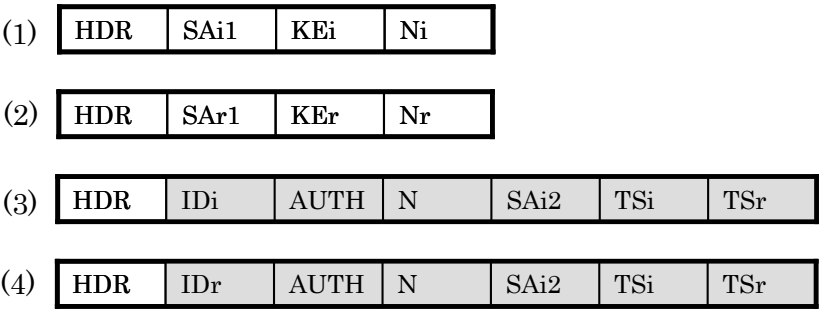 (1) HDR SAi1 KEi Ni
(2) HDR SAr1 KEr Nr
(3) HDR IDi AUTH N SAi2 TSi TSr
(4) HDR IDr AUTH N SAi2 TSi TSr